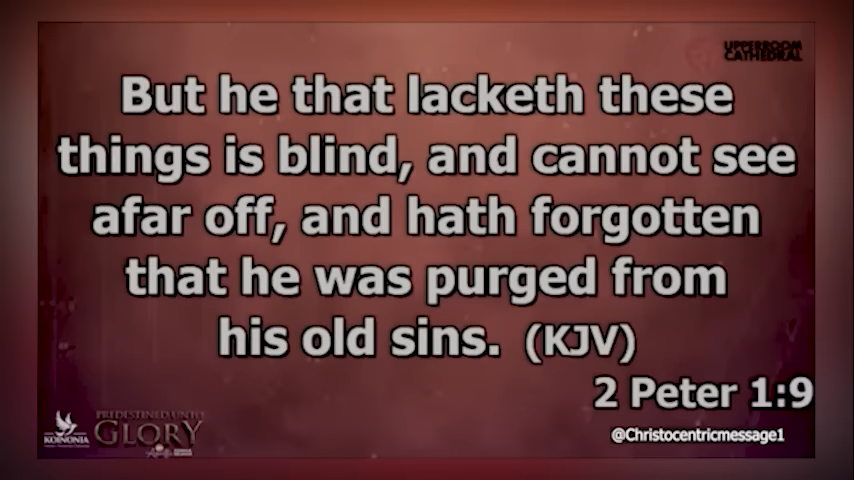 UPPERROOM
CATHEDRAL
But he that lacketh these
things is blind, and cannot see
afar off, and hath forgotten
that he was purged from
his old sins. (KJV)
2 Peter 1:9
KOINONIA
PREDESTINED UNTO
GLORY
@Christocentricmessage1